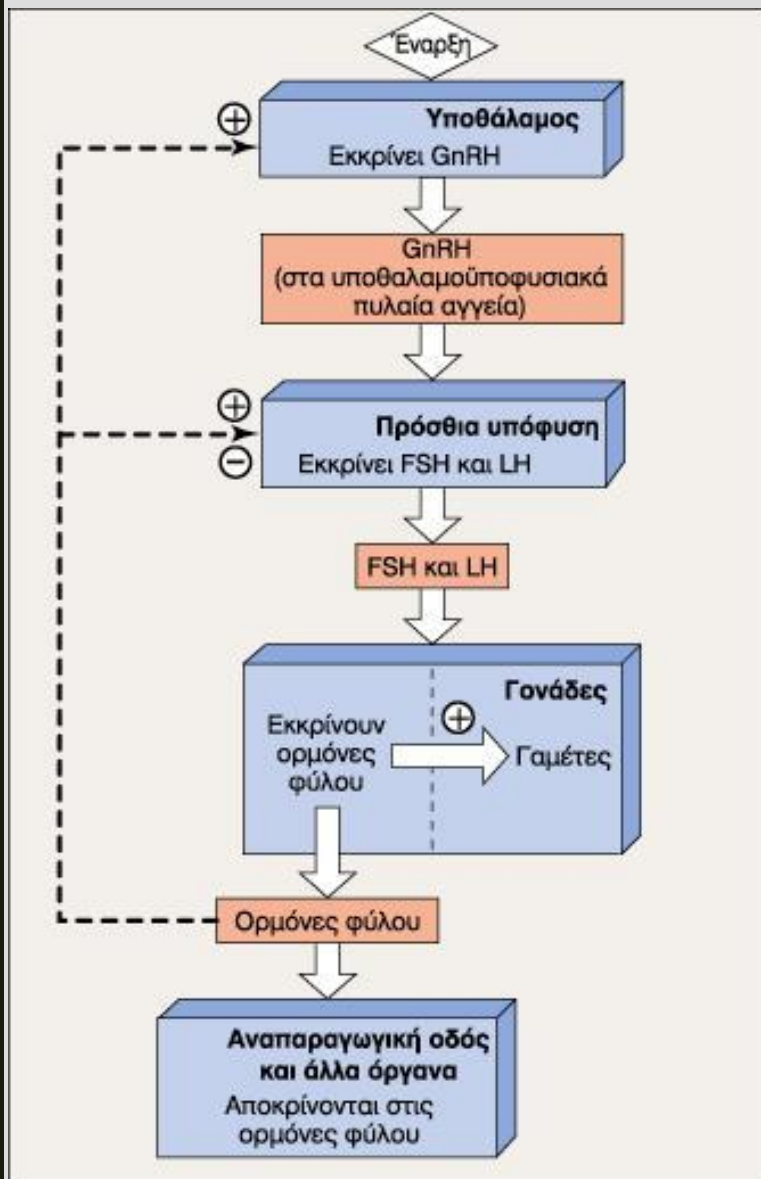 Έναρξη
Υποθάλαμος
Εκκρίνει GnRH
GnRH
(στα υποθαλαμοϋποφυσιακά
πυλαία αγγεία)
Πρόσθια υπόφυση
Εκκρίνει FSH και LH
FSH και LH
Γονάδες
Εκκρίνουν
ορμόνες
φύλου
Γαμέτες
Ορμόνες φύλου
Αναπαραγωγική οδός
και άλλα όργανα
Αποκρίνονται στις
ορμόνες φύλου